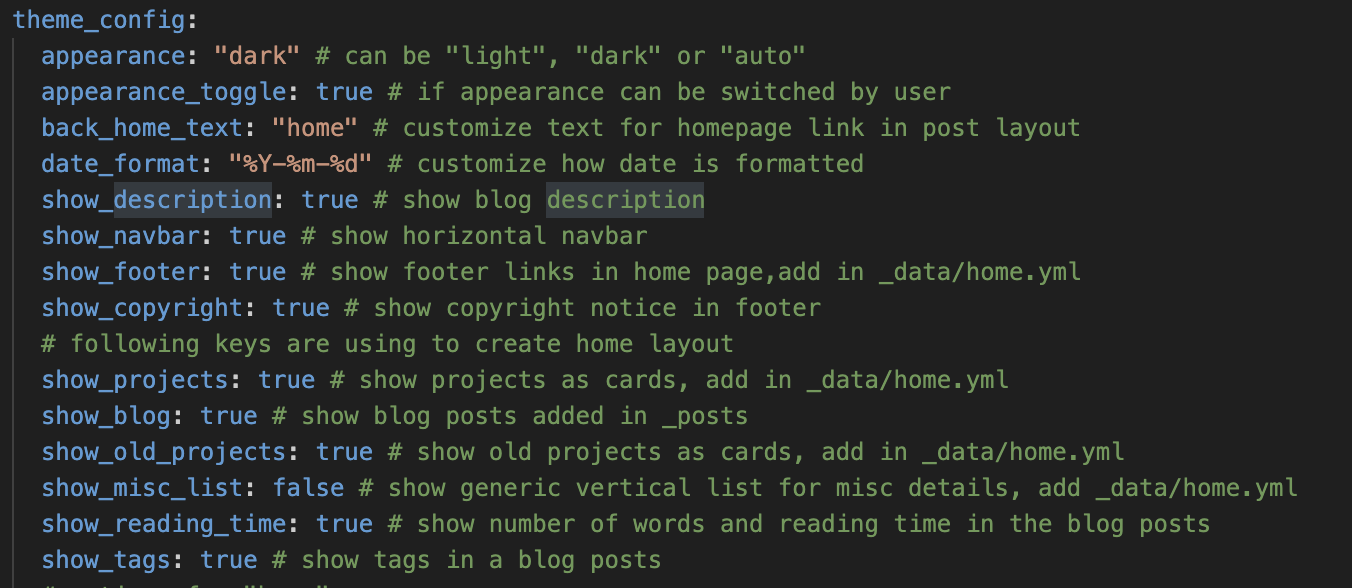 theme_config:
appearance: "dark" # can be "light", "dark" or "auto"
appearance_toggle: true # if appearance can be switched by user
back_home_text: "home" # customize text for homepage link in post layout
date_format: "%Y-%m-%d" # customize how date is formatted
show_description: true # show blog description
show_navbar: true # show horizontal navbar
show_footer: true # show footer links in home page,add in _data/home.yml
show_copyright: true # show copyright notice in footer
# following keys are using to create home layout
show_projects: true # show projects as cards, add in _data/home.yml
show_blog: true # show blog posts added in _posts
show_old_projects: true # show old projects as cards, add in _data/home.yml
show_misc_list: false # show generic vertical list for misc details, add _data/home.yml
show_reading_time: true # show number of words and reading time in the blog posts
show_tags: true # show tags in a blog posts